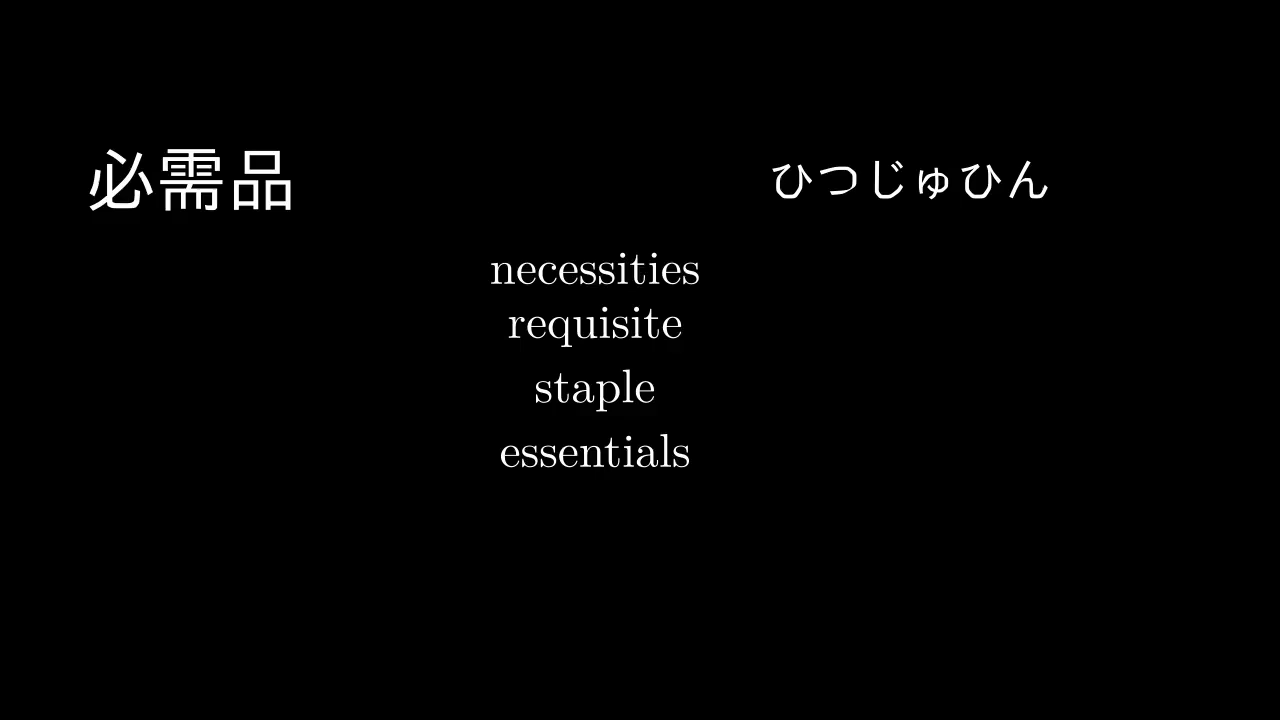 必需品 ひつじゅひん
necessities
requisite
staple
essentials